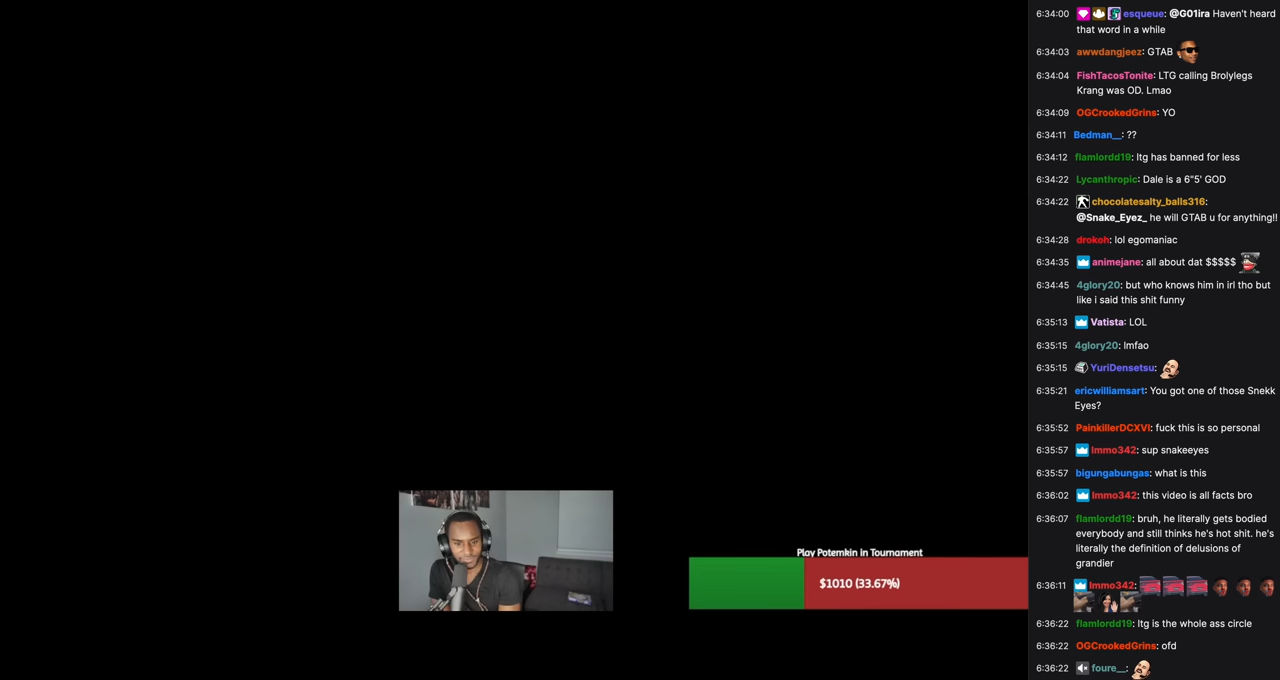 6:34:00 esqueue: @G01ira Haven't heard
that word in a while
6:34:03 awwdangjeez: GTAB
6:34:04 FishTacosTonite: LTG calling Brolylegs
Krang was OD. Lmao
6:34:09 OGCrookedGrins: YO
6:34:11 Bedman__: ??
6:34:12 flamlordd19: ltg has banned for less
6:34:22 Lycanthropic: Dale is a 6"5' GOD
6:34:22 chocolatesalty_balls316:
@Snake_Eyez_ he will GTAB u for anything!!
6:34:28 drokoh: lol egomaniac
6:34:35 animejane: all about dat $$$$$
6:34:45 4glory20: but who knows him in irl tho but
like i said this shit funny
6:35:13 Vatista: LOL
6:35:15 4glory20: lmfao
6:35:15 YuriDensetsu:
6:35:21 ericwilliamsart: You got one of those Snekk
Eyes?
6:35:52 PainkillerDCXVI: fuck this is so personal
6:35:57 Immo342: sup snakeeyes
6:35:57 bigungabungas: what is this
6:36:02 Immo342: this video is all facts bro
6:36:07 flamlordd19: bruh, he literally gets bodied
everybody and still thinks he's hot shit. he's
literally the definition of delusions of
grandier
6:36:11 Immo342:
6:36:22 flamlordd19: ltg is the whole ass circle
6:36:22 OGCrookedGrins: ofd
6:36:22 foure__:
Play Potemkin in Tournament
$1010 (33.67%)